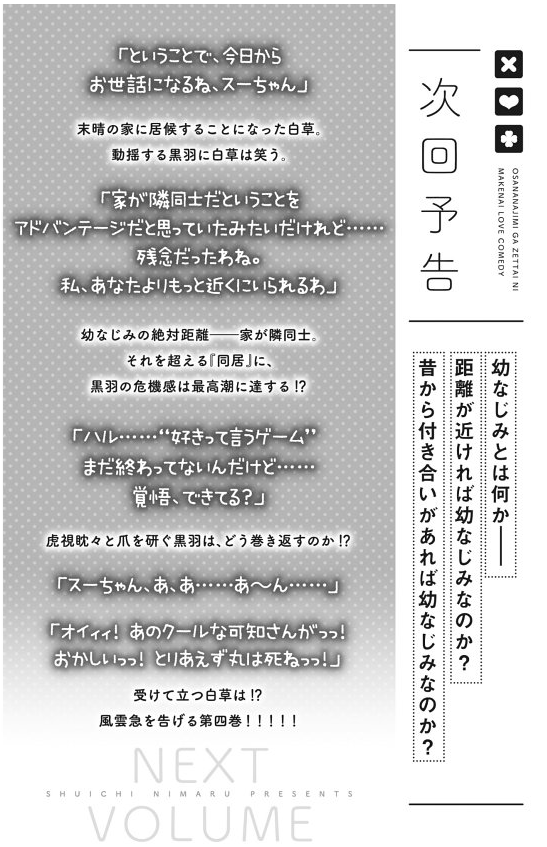 次回予告
OSANANAJIMI GA ZETTAI NI
MAKENAI LOVE COMEDY
幼なじみとは何か――
距離が近ければ幼なじみなのか？
昔から付き合いがあれば幼なじみなのか？
「ということで、今日から
お世話になるね、スーちゃん」
末晴の家に居候することになった白草。
動揺する黒羽に白草は笑う。
「家が隣同士だということを
アドバンテージだと思っていたみたいだけれど……
残念だったわね。
私、あなたよりもっと近くにいられるわ」
幼なじみの絶対距離――家が隣同士。
それを超える『同居』に、
黒羽の危機感は最高潮に達する!?
「ハル……“好きって言うゲーム”
まだ終わってないんだけど……
覚悟、できてる？」
虎視眈々と爪を研ぐ黒羽は、どう巻き返すのか!?
「スーちゃん、あ、あ……あ～ん……」
「オイィィ！ あのクールな可知さんがっっ！
おかしいっっ！ とりあえず丸は死ねっっ！」
受けて立つ白草は!?
風雲急を告げる第四巻！！！！！
NEXT
SHUICHI NIMARU PRESENTS
VOLUME